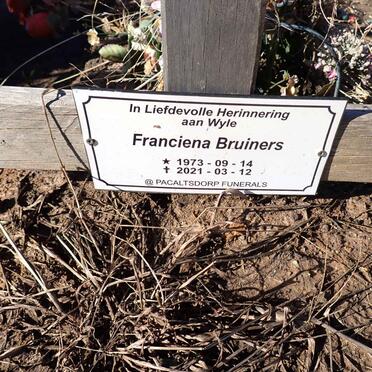 In Liefdevolle Herinnering
aan Wyle
Franciena Bruiners
★ 1973 - 09 - 14
✝ 2021 - 03 - 12
@ PACALTSDORP FUNERALS